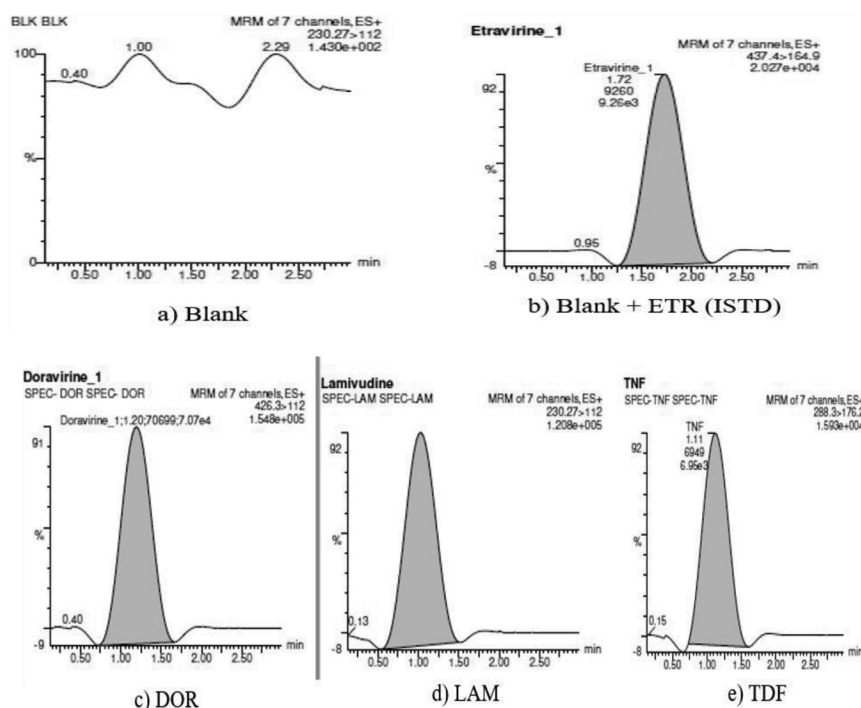 BLK BLK
MRM of 7 channels,ES+
230.27>112
1.430e+002
100
%
0
0.40
1.00
2.29
0.50 1.00 1.50 2.00 2.50
min
a) Blank
Etravirine_1
MRM of 7 channels,ES+
437.4>164.9
2.027e+004
Etravirine_1
1.72
9260
9.26e3
92
%
-8
0.95
0.50 1.00 1.50 2.00 2.50
min
b) Blank + ETR (ISTD)
Doravirine_1
SPEC- DOR SPEC- DOR
MRM of 7 channels,ES+
426.3>112
1.548e+005
Doravirine_1;1.20;70699;7.07e4
91
%
-9
0.40
0.50 1.00 1.50 2.00 2.50
min
c) DOR
Lamivudine
SPEC-LAM SPEC-LAM
MRM of 7 channels,ES+
230.27>112
1.208e+005
92
%
-8
0.13
0.50 1.00 1.50 2.00 2.50
min
d) LAM
TNF
SPEC-TNF SPEC-TNF
MRM of 7 channels,ES+
288.3>176.2
1.593e+004
TNF
1.11
6949
6.95e3
92
%
-8
0.15
0.50 1.00 1.50 2.00 2.50
min
e) TDF